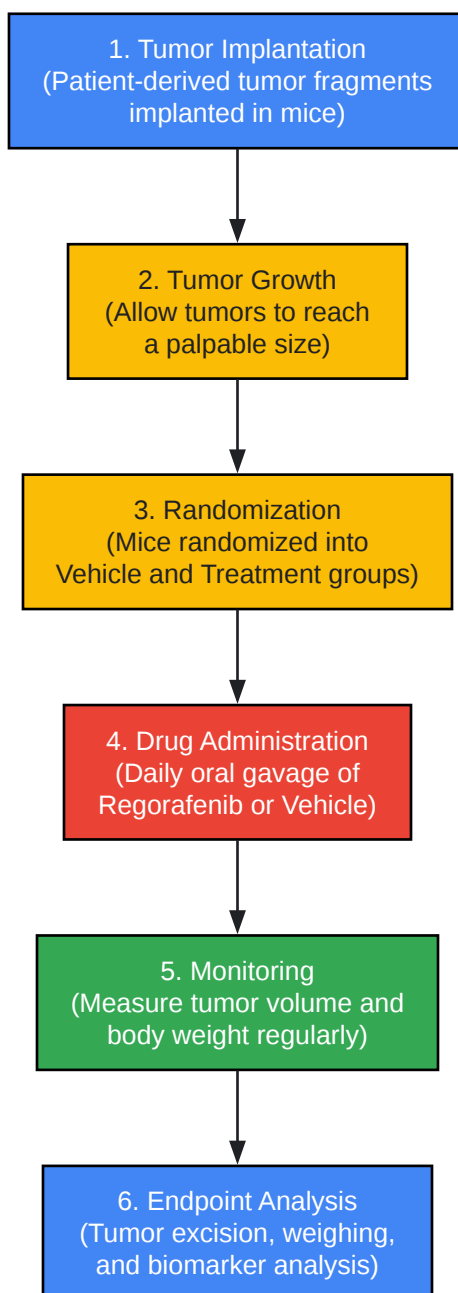 1. Tumor Implantation
(Patient-derived tumor fragments
implanted in mice)
2. Tumor Growth
(Allow tumors to reach
a palpable size)
3. Randomization
(Mice randomized into
Vehicle and Treatment groups)
4. Drug Administration
(Daily oral gavage of
Regorafenib or Vehicle)
5. Monitoring
(Measure tumor volume and
body weight regularly)
6. Endpoint Analysis
(Tumor excision, weighing,
and biomarker analysis)